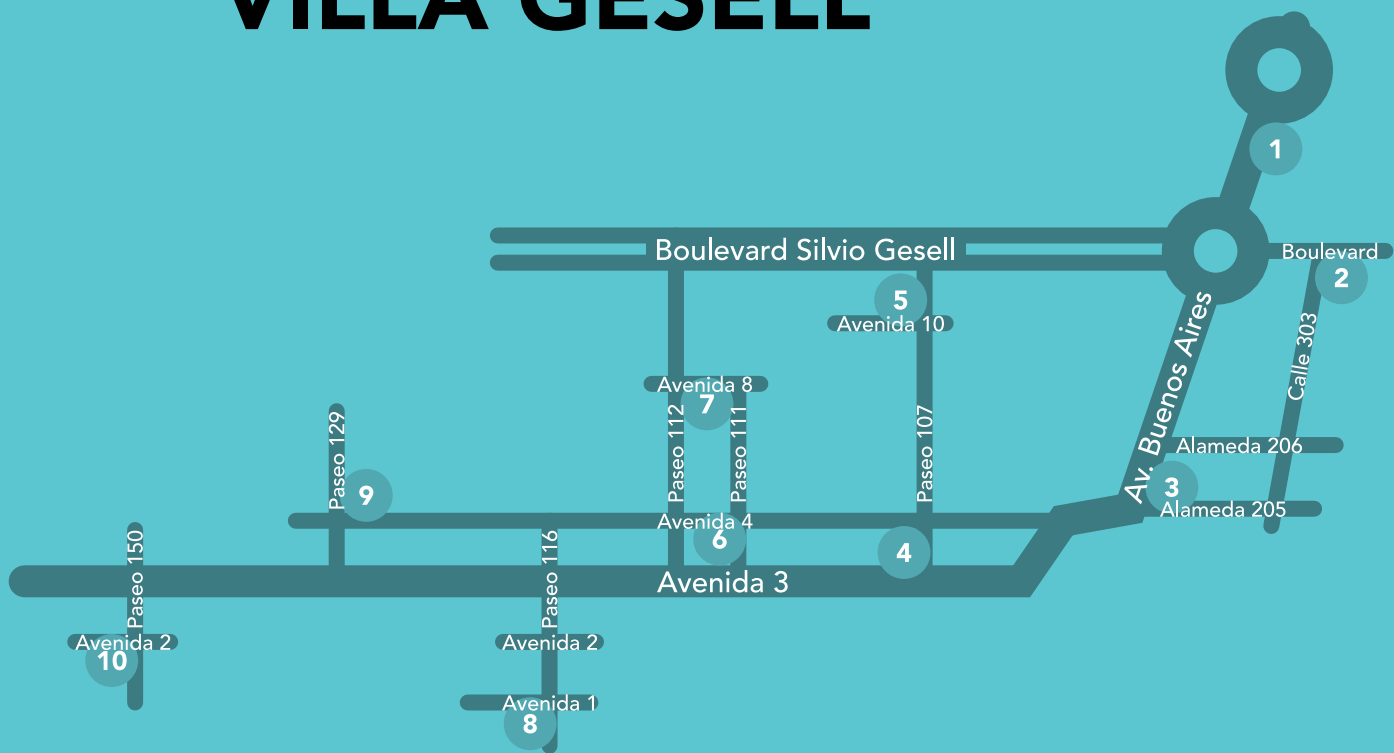 VILLA GESELL
1
Boulevard Silvio Gesell
Boulevard
2
5
Avenida 10
Av. Buenos Aires
Calle 303
Avenida 8
7
Paseo 129
Paseo 112
Paseo 111
Paseo 107
Alameda 206
9
3
Alameda 205
Avenida 4
6
4
Paseo 150
Paseo 116
Avenida 3
Avenida 2
10
Avenida 2
Avenida 1
8